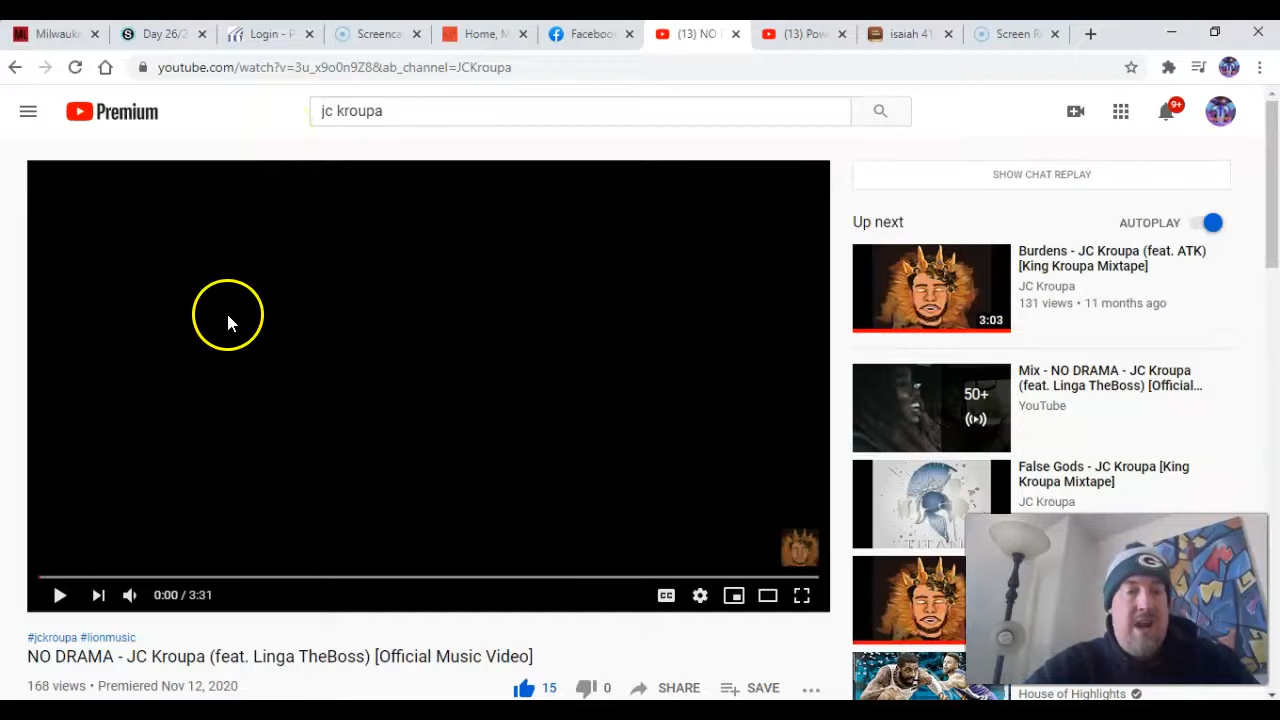 Milwauke
Day 26/2
Login - P
Screenca
Home, M
Faceboo
(13) NO
(13) Pow
isaiah 41
Screen R
youtube.com/watch?v=3u_x9o0n9Z8&ab_channel=JCKroupa
Premium
jc kroupa
9+
SHOW CHAT REPLAY
Up next
AUTOPLAY
Burdens - JC Kroupa (feat. ATK)
[King Kroupa Mixtape]
JC Kroupa
131 views • 11 months ago
3:03
Mix - NO DRAMA - JC Kroupa
(feat. Linga TheBoss) [Official...
YouTube
50+
False Gods - JC Kroupa [King
Kroupa Mixtape]
JC Kroupa
TITAN
House of Highlights
0:00 / 3:31
CC
#jckroupa #lionmusic
NO DRAMA - JC Kroupa (feat. Linga TheBoss) [Official Music Video]
168 views • Premiered Nov 12, 2020
15
0
SHARE
SAVE